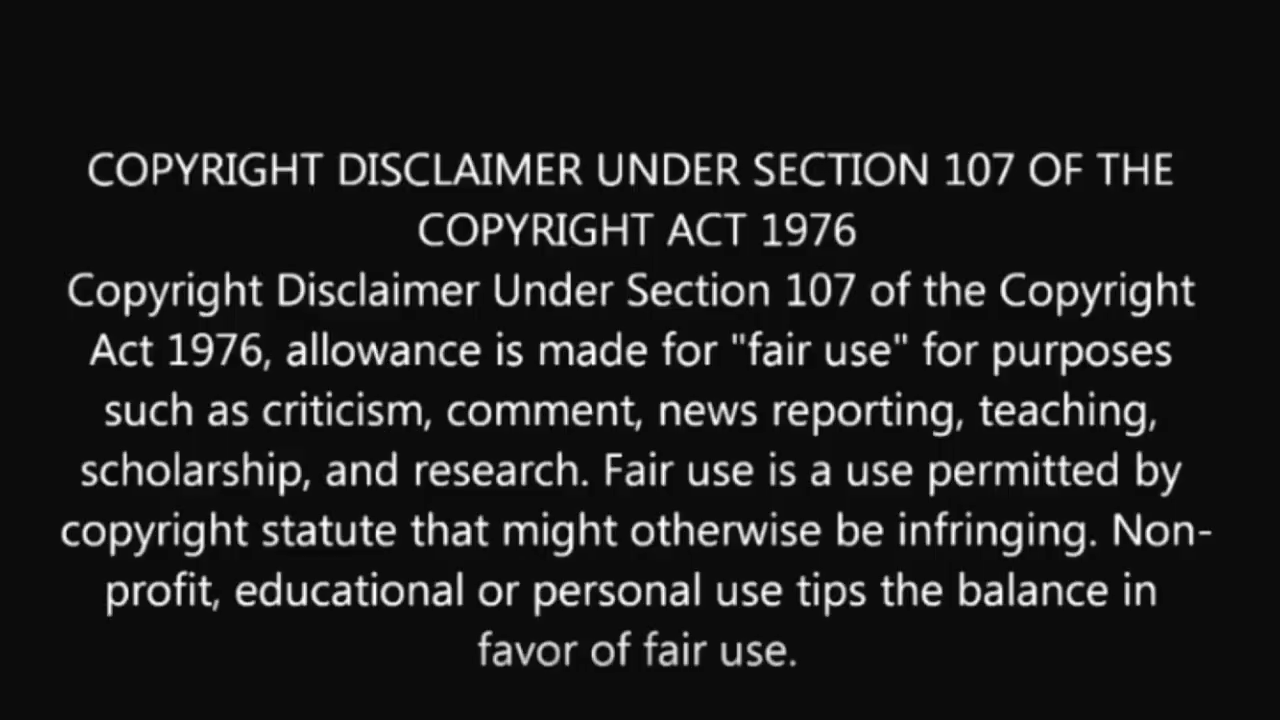 COPYRIGHT DISCLAIMER UNDER SECTION 107 OF THE
COPYRIGHT ACT 1976
Copyright Disclaimer Under Section 107 of the Copyright
Act 1976, allowance is made for "fair use" for purposes
such as criticism, comment, news reporting, teaching,
scholarship, and research. Fair use is a use permitted by
copyright statute that might otherwise be infringing. Non-
profit, educational or personal use tips the balance in
favor of fair use.